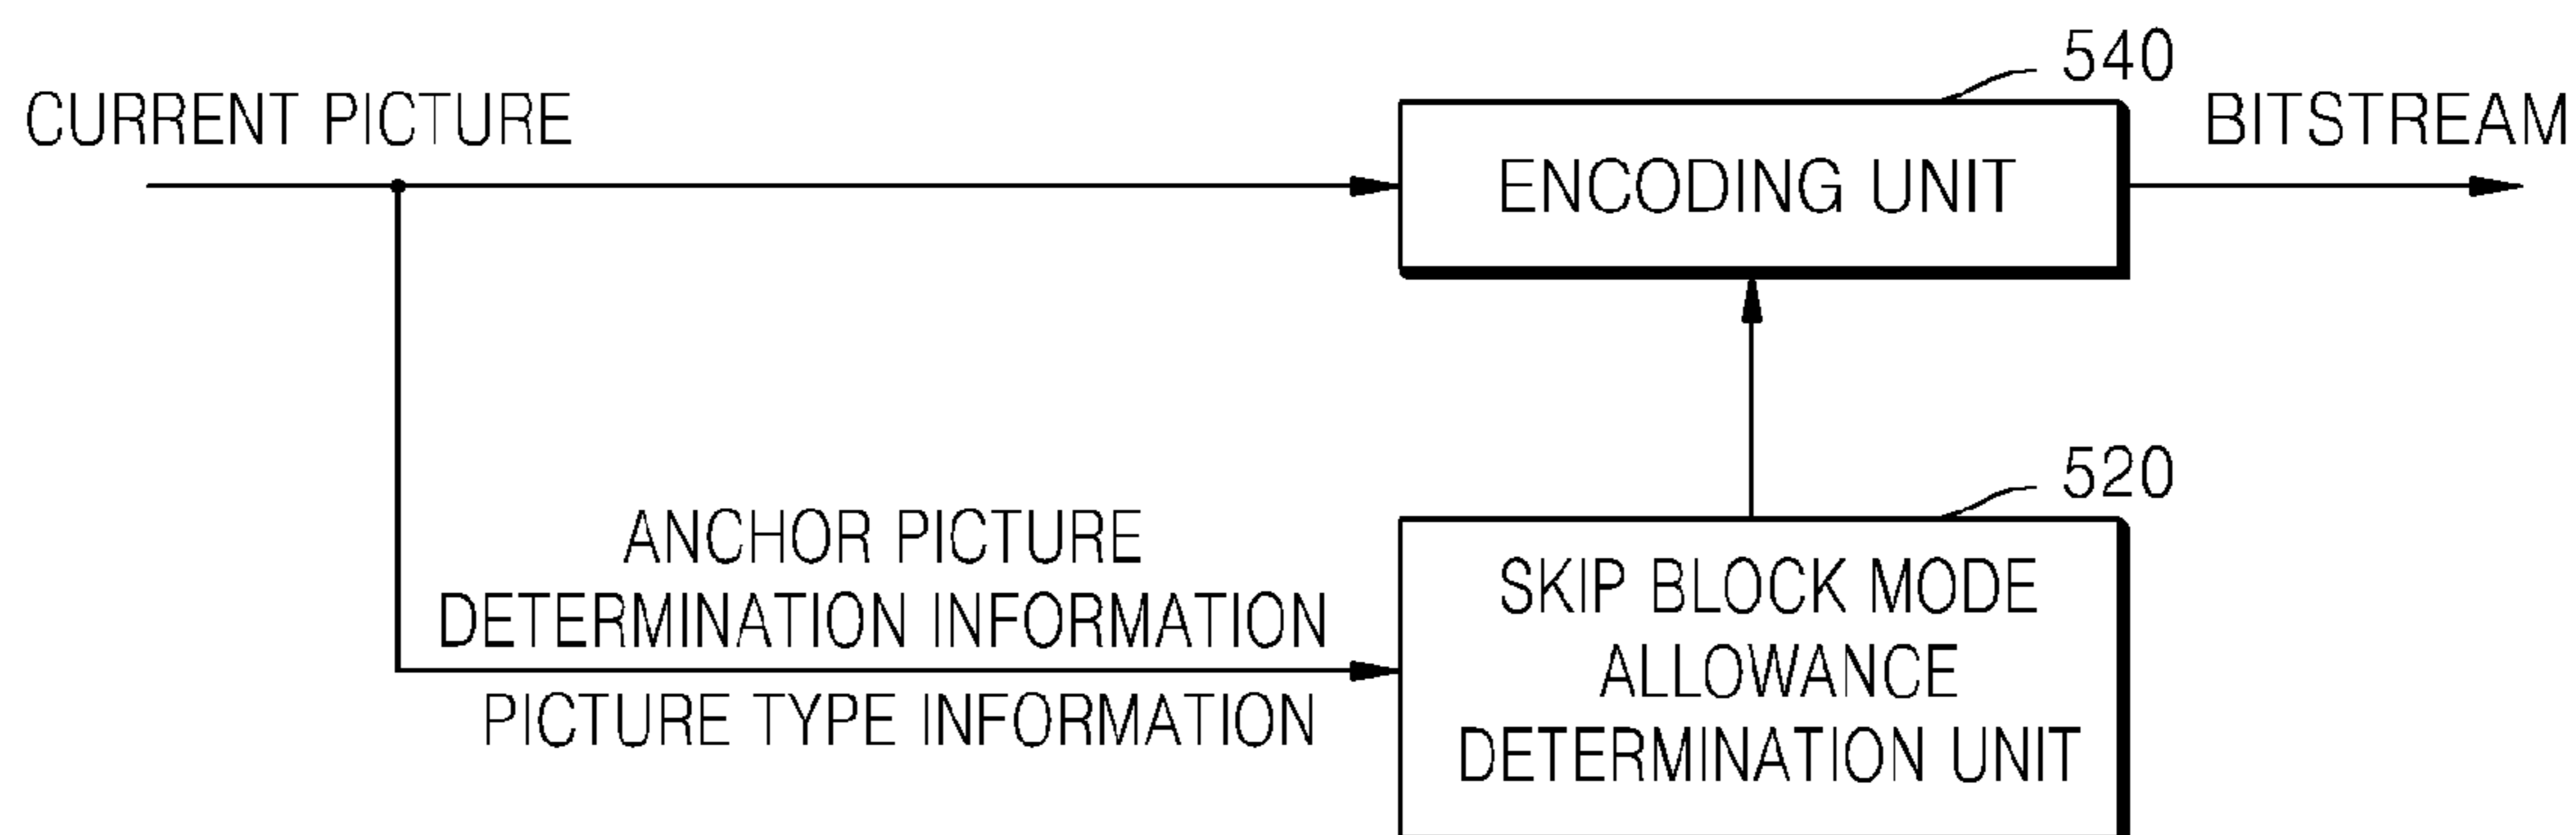 540
CURRENT PICTURE
BITSTREAM
ENCODING UNIT
520
ANCHOR PICTURE
DETERMINATION INFORMATION
PICTURE TYPE INFORMATION
SKIP BLOCK MODE
ALLOWANCE
DETERMINATION UNIT